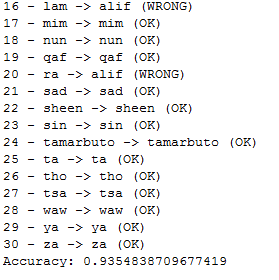 16 - lam -> alif (WRONG)
17 - mim -> mim (OK)
18 - nun -> nun (OK)
19 - qaf -> qaf (OK)
20 - ra -> alif (WRONG)
21 - sad -> sad (OK)
22 - sheen -> sheen (OK)
23 - sin -> sin (OK)
24 - tamarbuto -> tamarbuto (OK)
25 - ta -> ta (OK)
26 - tho -> tho (OK)
27 - tsa -> tsa (OK)
28 - waw -> waw (OK)
29 - ya -> ya (OK)
30 - za -> za (OK)
Accuracy: 0.9354838709677419